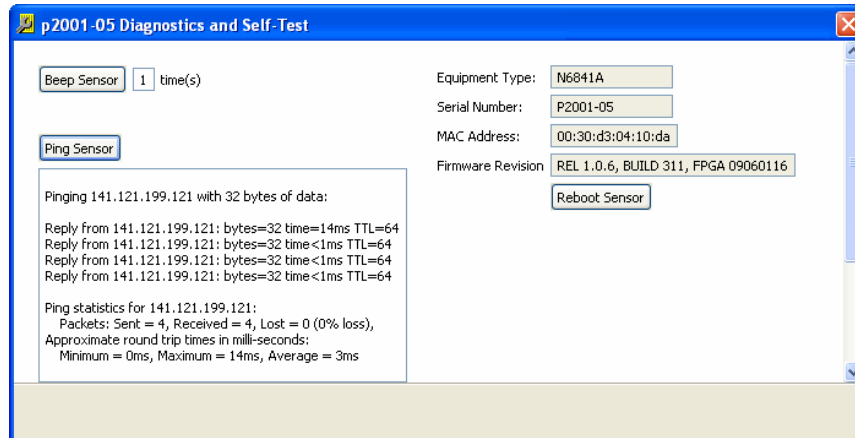 p2001-05 Diagnostics and Self-Test
Beep Sensor 1 time(s)
Ping Sensor
Pinging 141.121.199.121 with 32 bytes of data:
Reply from 141.121.199.121: bytes=32 time=14ms TTL=64
Reply from 141.121.199.121: bytes=32 time<1ms TTL=64
Reply from 141.121.199.121: bytes=32 time<1ms TTL=64
Reply from 141.121.199.121: bytes=32 time<1ms TTL=64
Ping statistics for 141.121.199.121:
Packets: Sent = 4, Received = 4, Lost = 0 (0% loss),
Approximate round trip times in milli-seconds:
Minimum = 0ms, Maximum = 14ms, Average = 3ms
Equipment Type: N6841A
Serial Number: P2001-05
MAC Address: 00:30:d3:04:10:da
Firmware Revision REL 1.0.6, BUILD 311, FPGA 09060116
Reboot Sensor